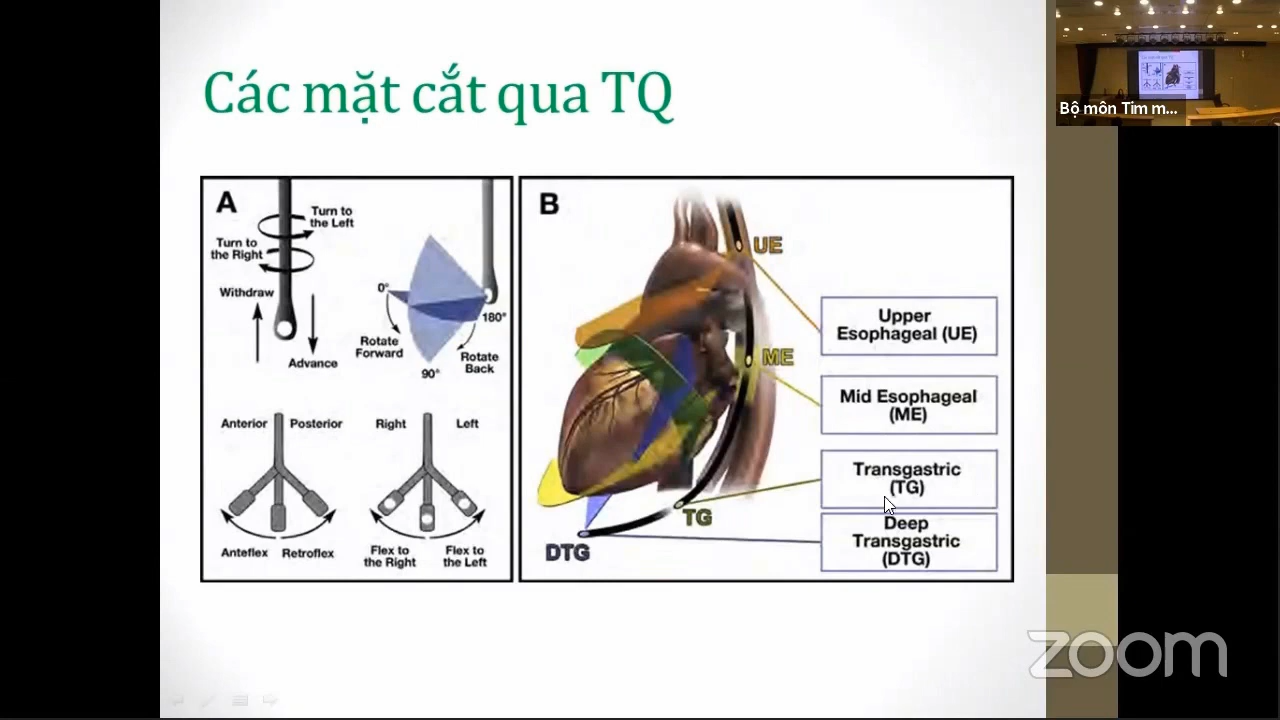 Các mặt cắt qua TQ
Bộ môn Tim m...
A
Turn to
the Left
Turn to
the Right
Withdraw
Advance
0°
180°
Rotate
Forward
Rotate
Back
90°
Anterior
Posterior
Right
Left
Anteflex
Retroflex
Flex to
the Right
Flex to
the Left
B
UE
ME
TG
DTG
Upper
Esophageal (UE)
Mid Esophageal
(ME)
Transgastric
(TG)
Deep
Transgastric
(DTG)
zoom